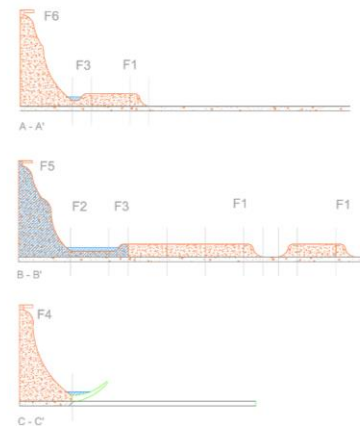 F6
F3 F1
A - A'
F5
F2 F3 F1 F1
B - B'
F4
C - C'